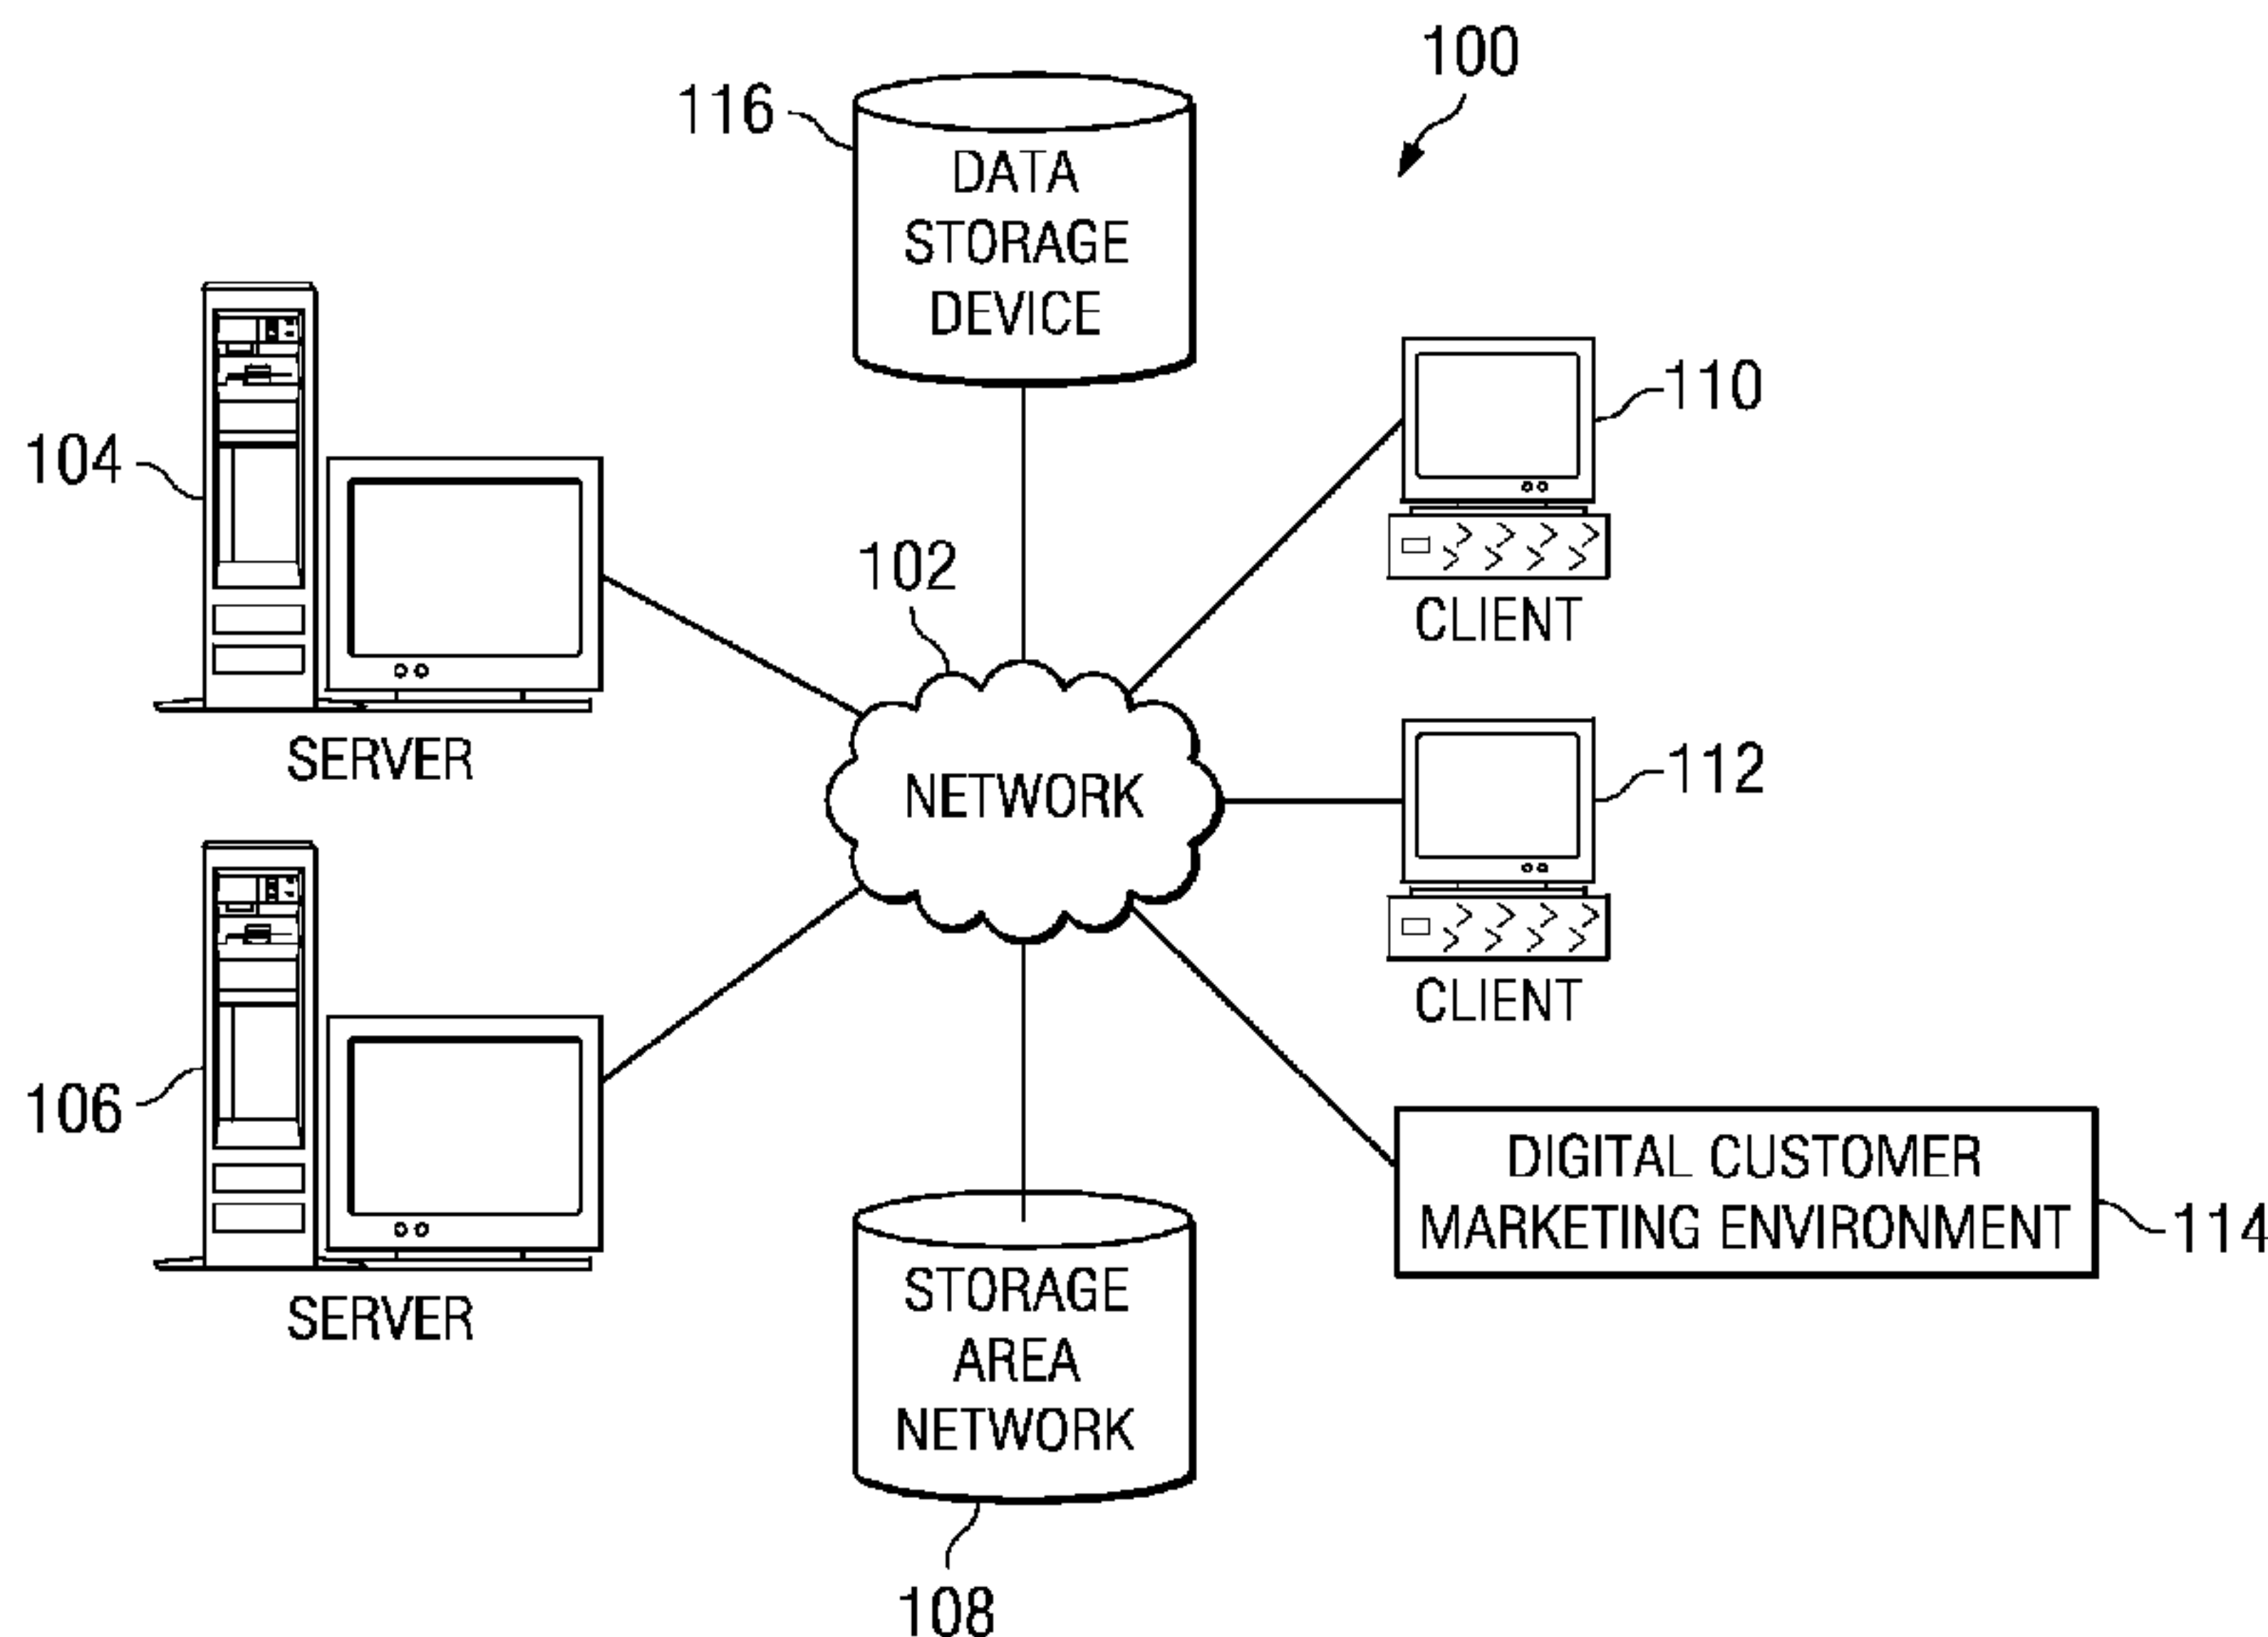 100
116
DATA
STORAGE
DEVICE
110
104
102
CLIENT
SERVER
NETWORK
112
CLIENT
106
DIGITAL CUSTOMER
MARKETING ENVIRONMENT
114
SERVER
STORAGE
AREA
NETWORK
108